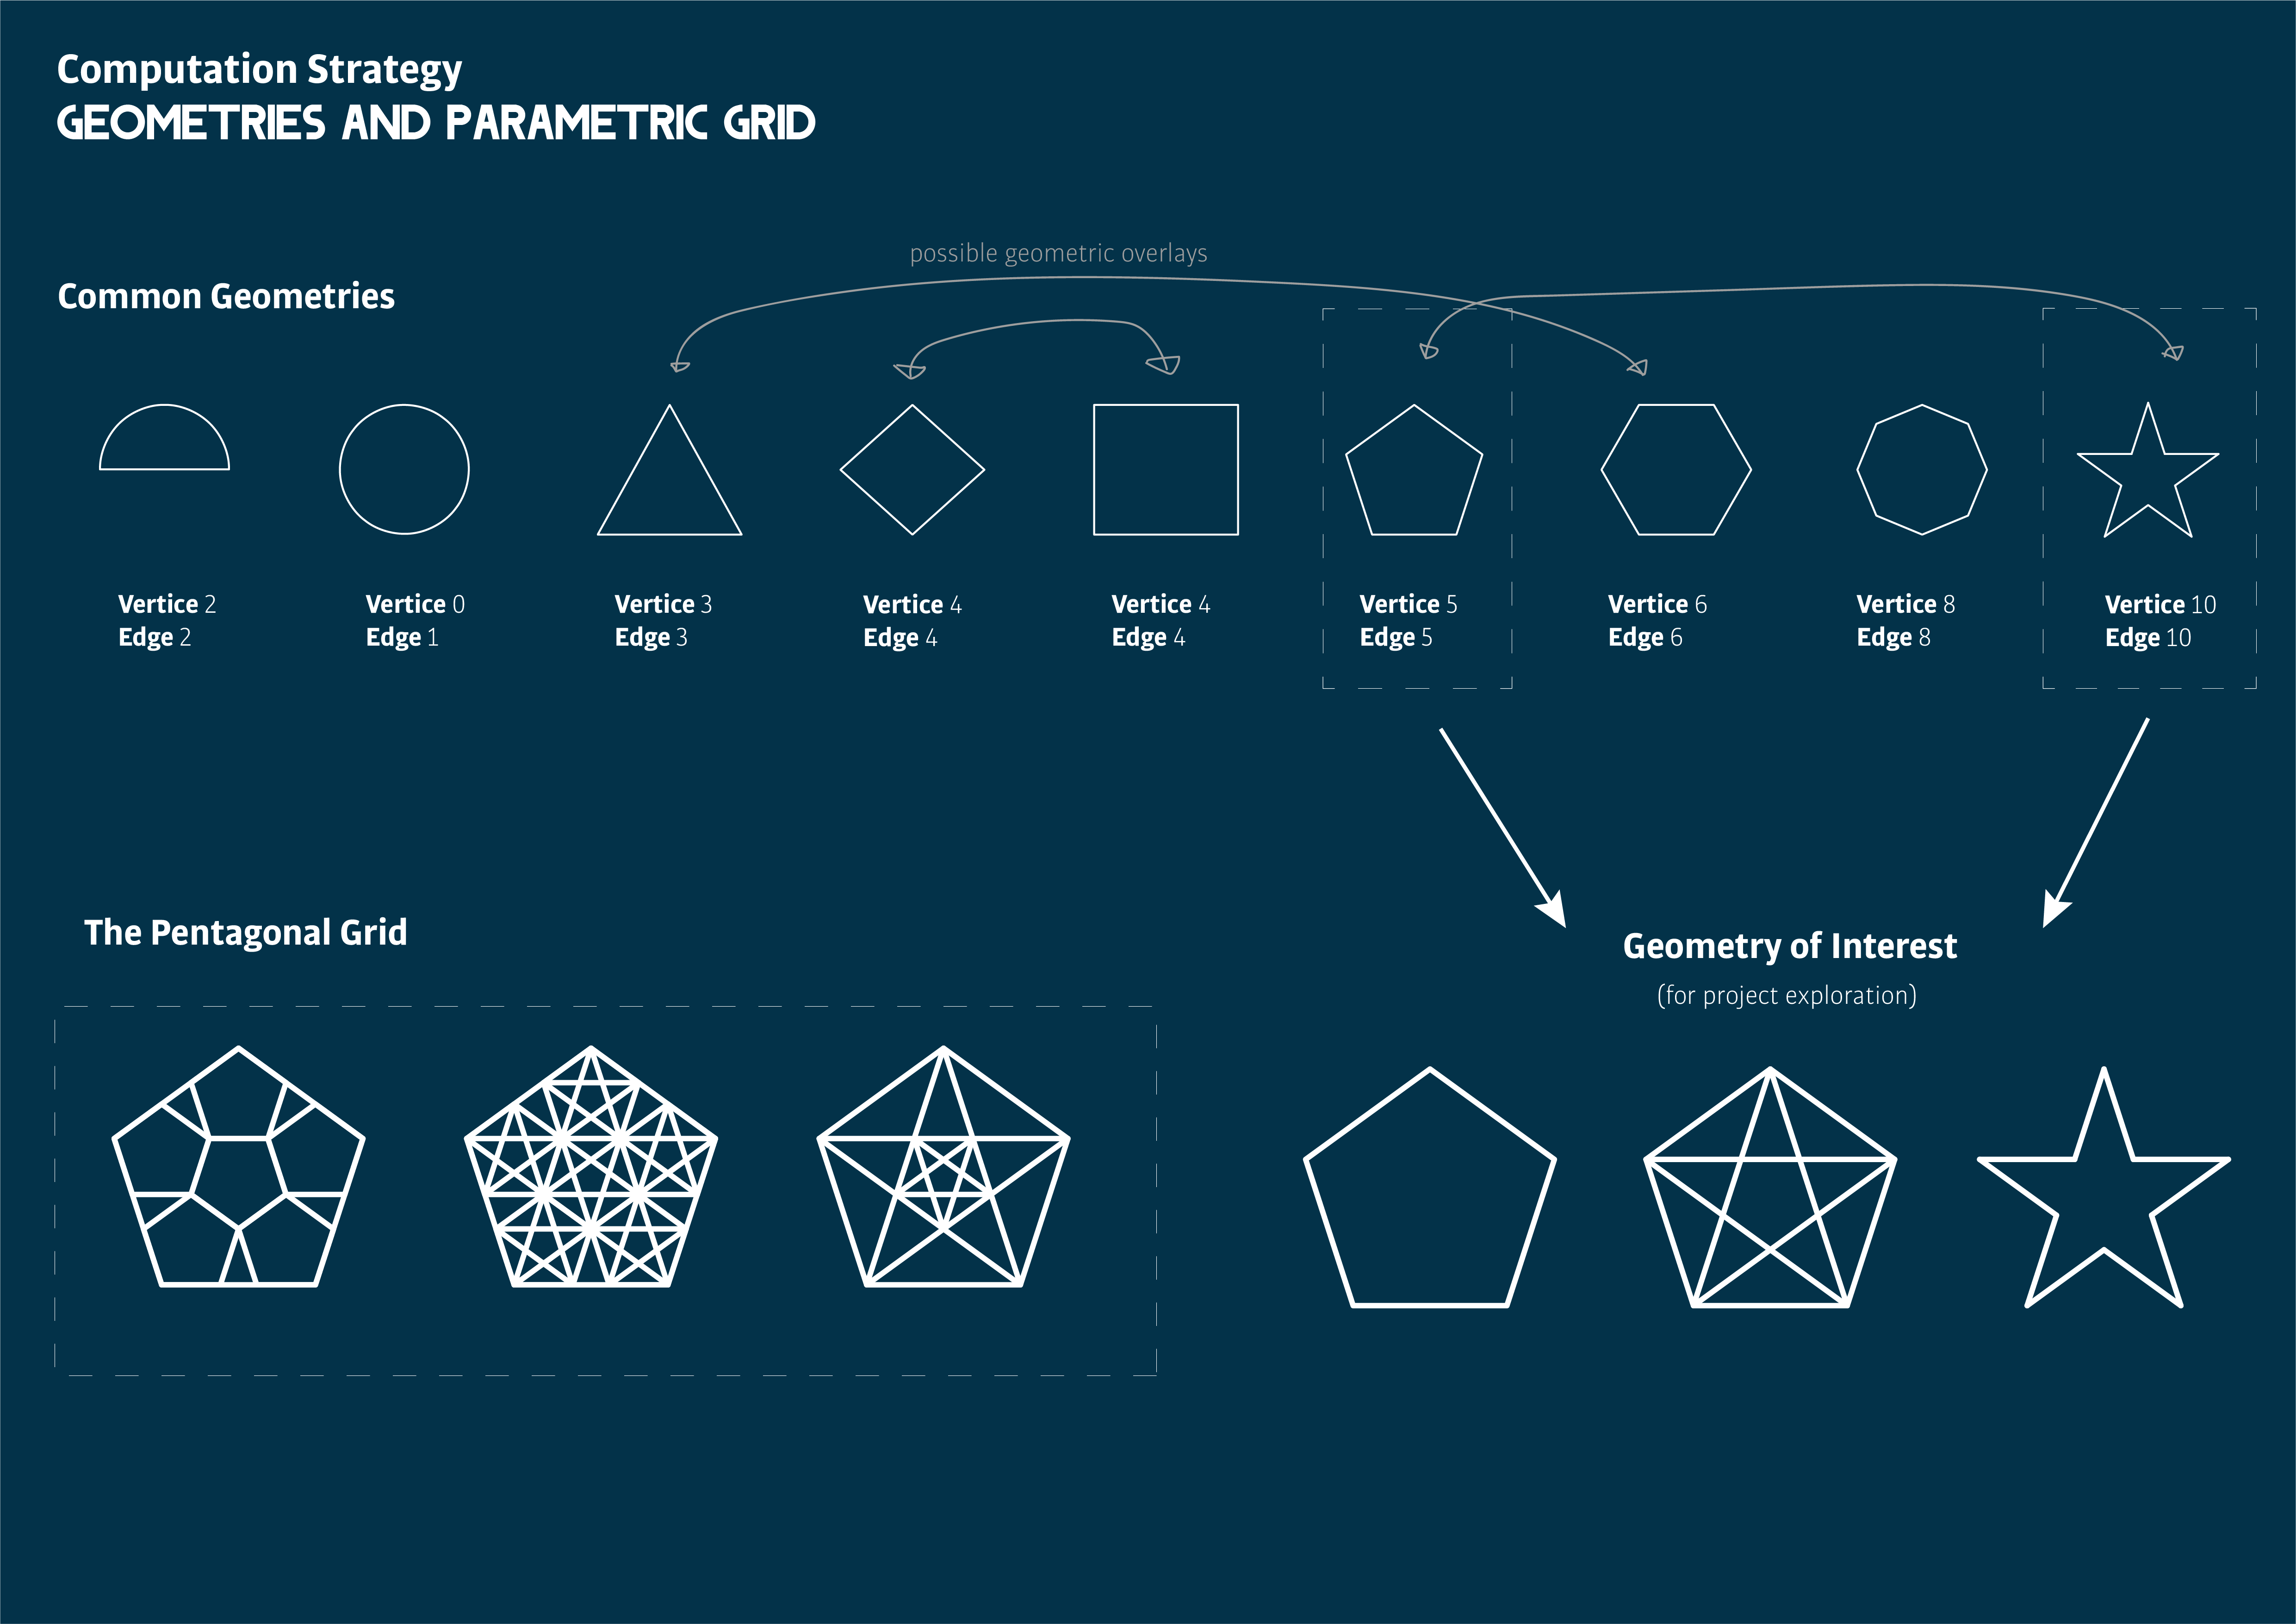 Computation Strategy
GEOMETRIES AND PARAMETRIC GRID
possible geometric overlays
Common Geometries
Vertice 2
Edge 2
Vertice 0
Edge 1
Vertice 3
Edge 3
Vertice 4
Edge 4
Vertice 4
Edge 4
Vertice 5
Edge 5
Vertice 6
Edge 6
Vertice 8
Edge 8
Vertice 10
Edge 10
The Pentagonal Grid
Geometry of Interest
(for project exploration)